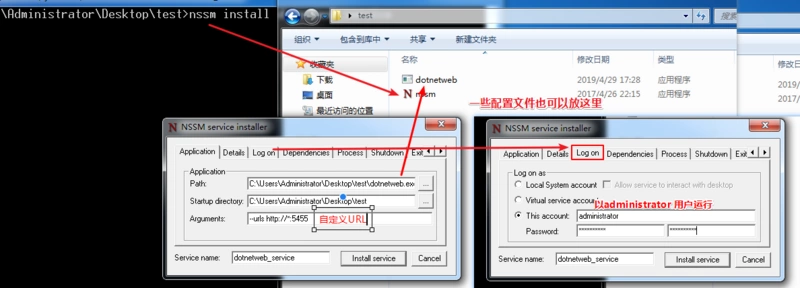 \Administrator\Desktop\test>nssm install
test
组织
包含到库中
共享
新建文件夹
收藏夹
名称
修改日期
类型
下载
dotnetweb
2019/4/29 17:28
应用程序
桌面
nssm
2017/4/26 22:15
应用程序
最近访问的位置
一些配置文件也可以放这里
修改日期
2019/4/
2017/
NSSM service installer
Application Details Log on Dependencies Process Shutdown Exit
Application
Path: C:\Users\Administrator\Desktop\test\dotnetweb.exe
Startup directory: C:\Users\Administrator\Desktop\test
Arguments: --urls http://*:5455
自定义URL
Service name: dotnetweb_service
Install service
Cancel
NSSM service installer
Application Details Log on Dependencies Process Shutdown Exit
Log on as
Local System account
Allow service to interact with desktop
Virtual service account
以administrator 用户运行
This account: administrator
Password: ************ ************
Service name: dotnetweb_service
Install service
Cancel